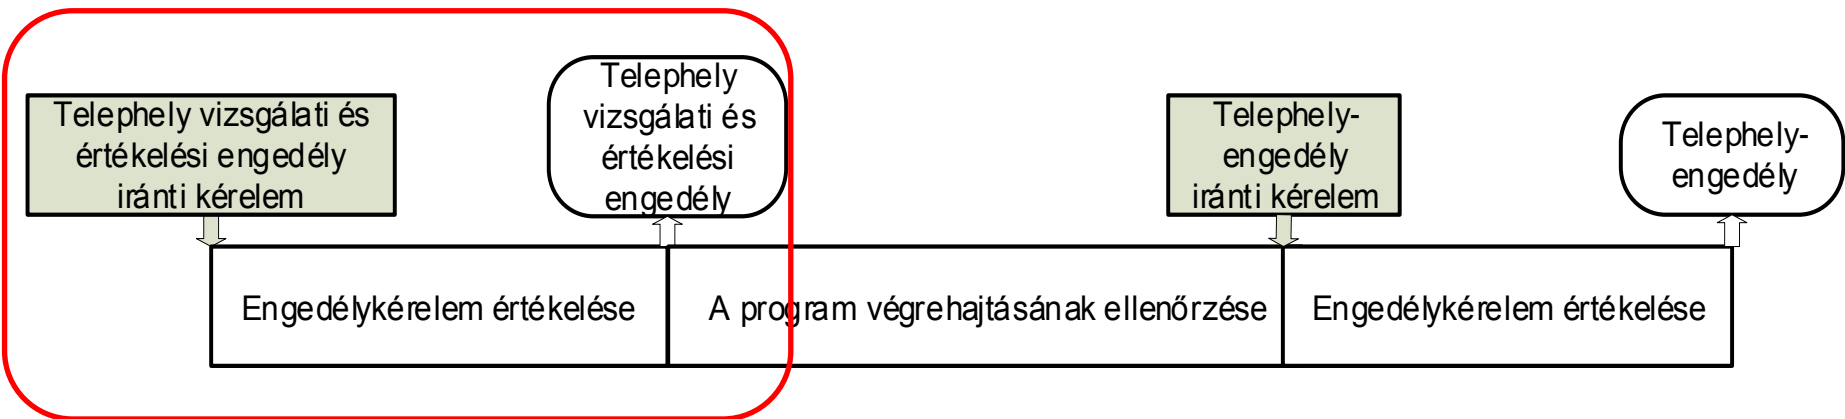 Telephely vizsgálati és
értékelési engedély
iránti kérelem
Telephely
vizsgálati és
értékelési
engedély
Telephely-
engedély
iránti kérelem
Telephely-
engedély
Engedélykérelem értékelése
A program végrehajtásának ellenőrzése
Engedélykérelem értékelése